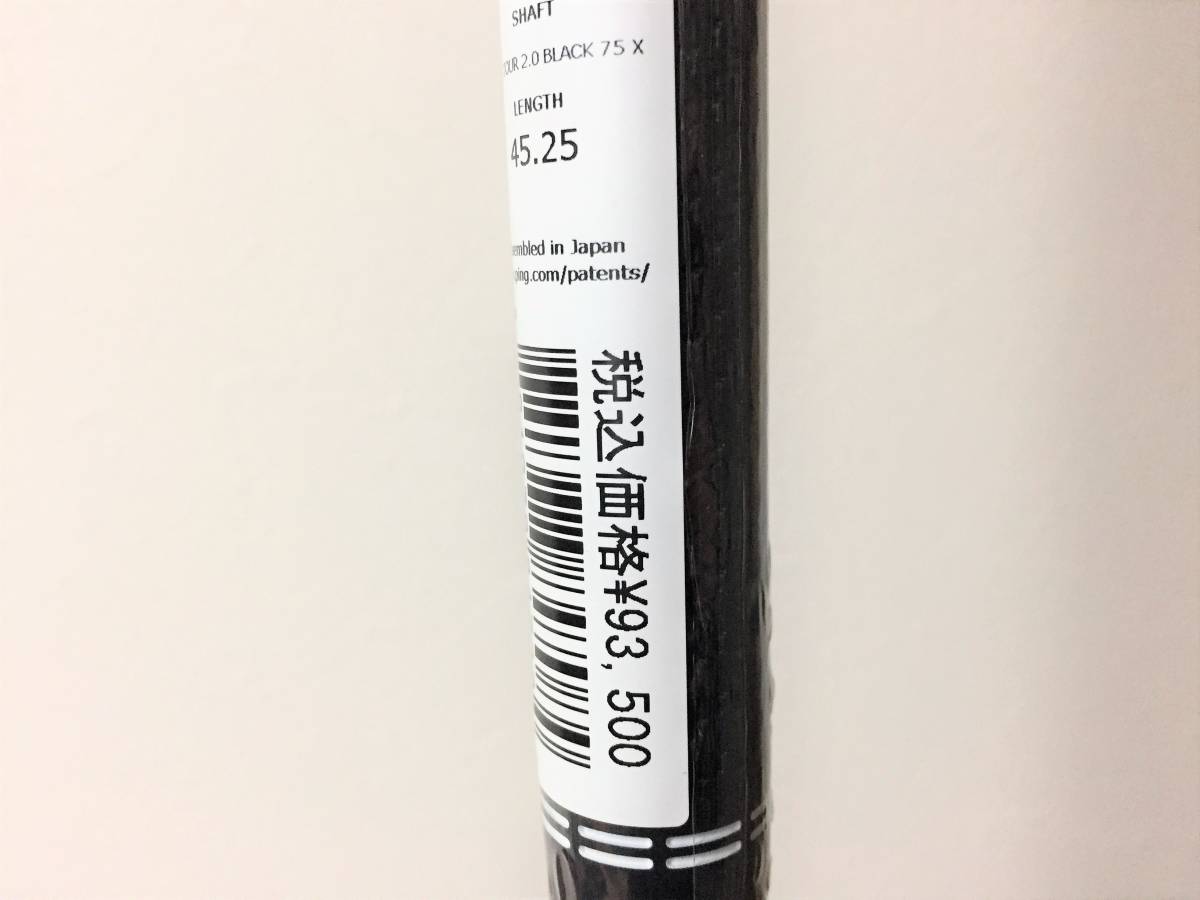 SHAFT
TOUR 2.0 BLACK 75 X
LENGTH
45.25
embled in Japan
ping.com/patents/
税込価格¥93,500